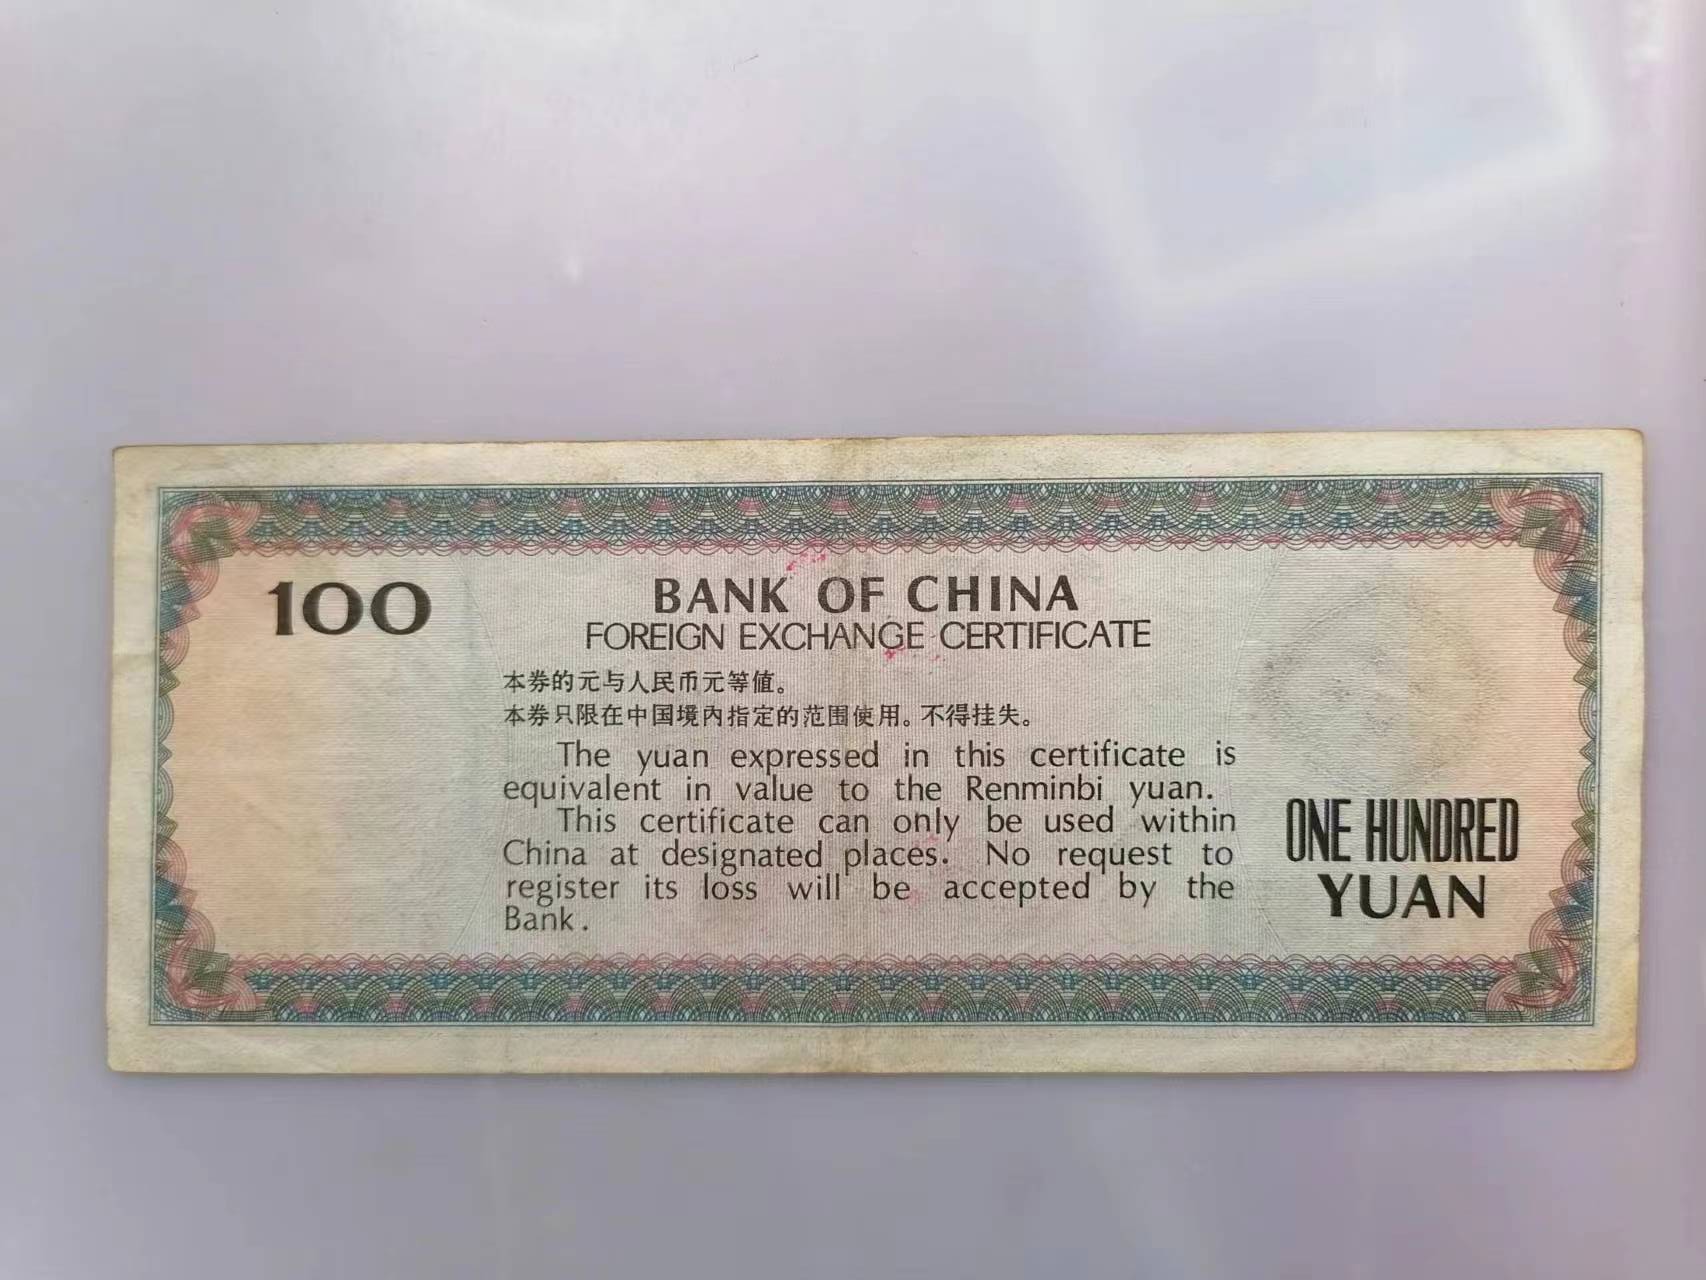 100
BANK OF CHINA
FOREIGN EXCHANGE CERTIFICATE
本券的元与人民币元等値。
本券只限在中国境内指定的范围使用。不得挂失。
The yuan expressed in this certificate is
equivalent in value to the Renminbi yuan.
This certificate can only be used within
China at designated places. No request to
register its loss will be accepted by the
Bank.
ONE HUNDRED
YUAN